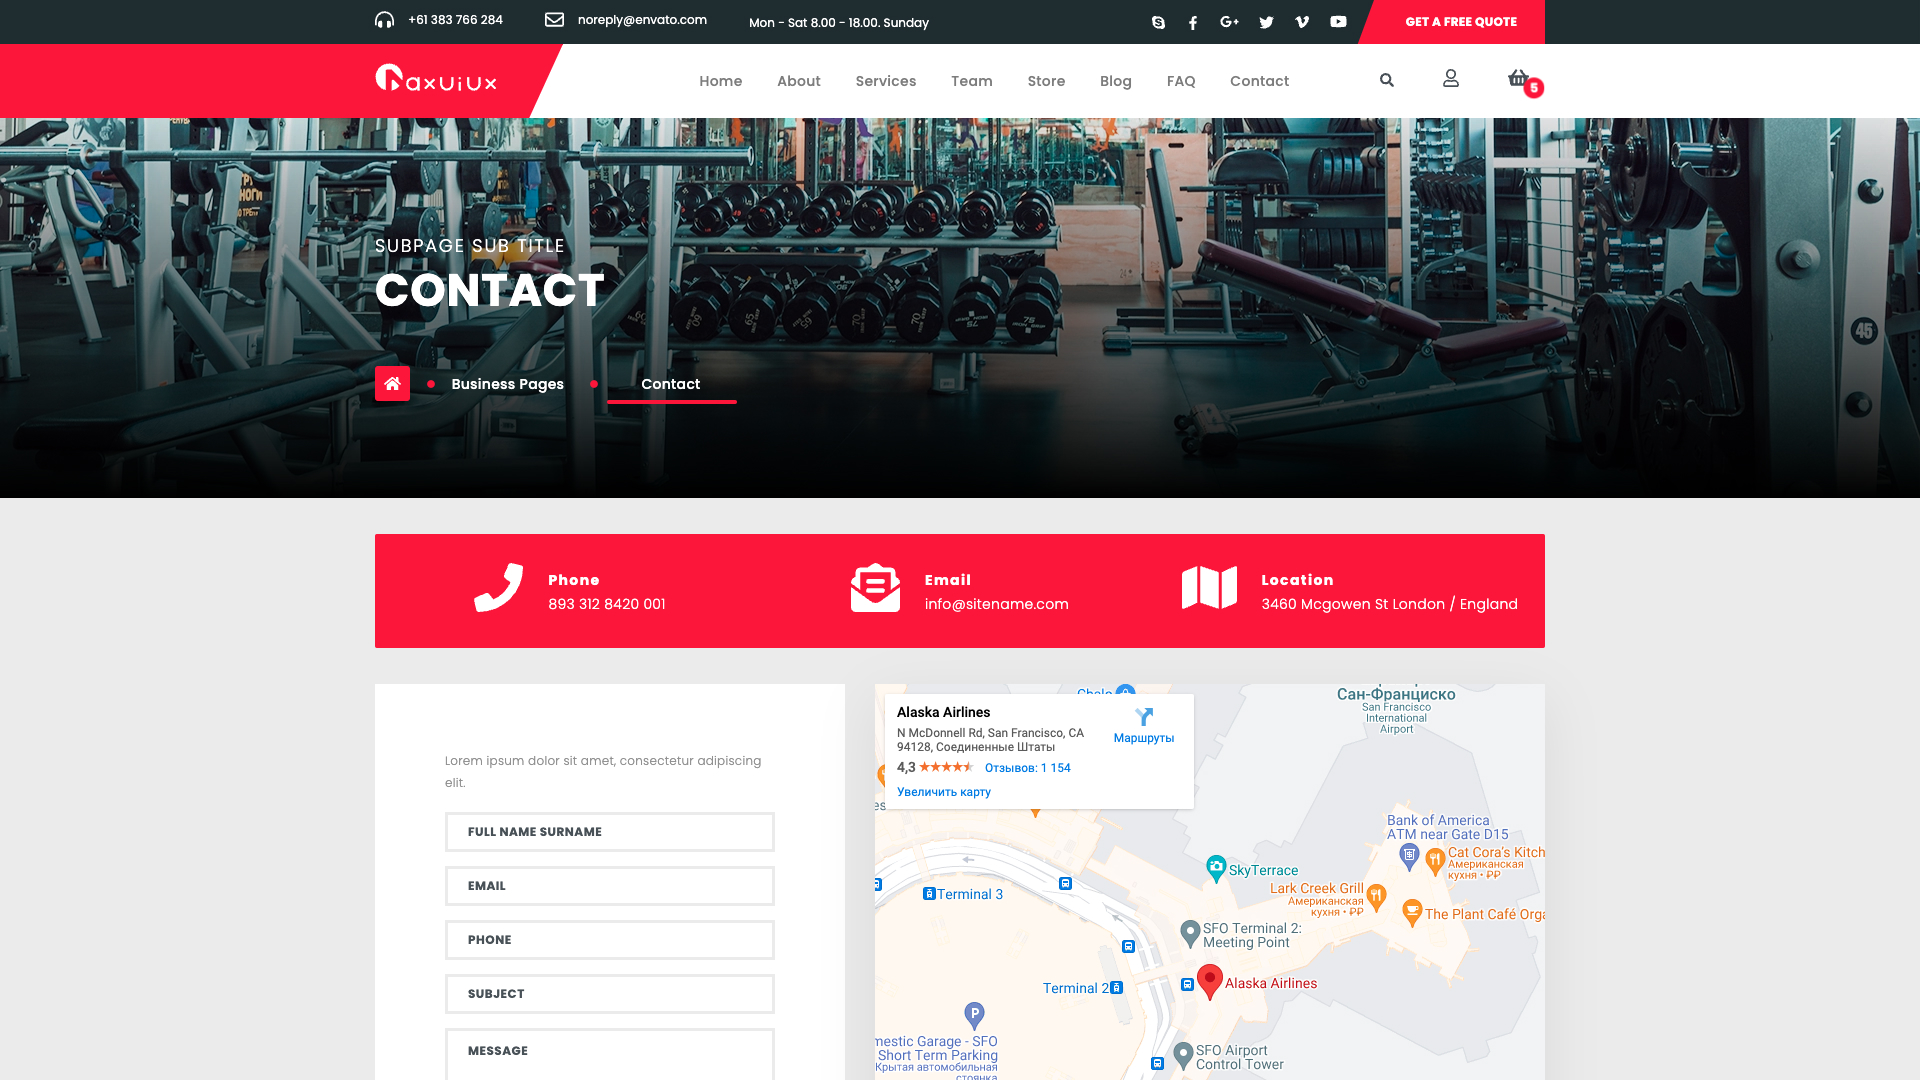 +61 383 766 284
noreply@envato.com
Mon - Sat 8.00 - 18.00. Sunday
GET A FREE QUOTE
axUiUx
Home
About
Services
Team
Store
Blog
FAQ
Contact
5
SUBPAGE SUB TITLE
CONTACT
Business Pages
Contact
45
Phone
893 312 8420 001
Email
info@sitename.com
Location
3460 Mcgowen St London / England
Lorem ipsum dolor sit amet, consectetur adipiscing
elit.
FULL NAME SURNAME
EMAIL
PHONE
SUBJECT
MESSAGE
Alaska Airlines
N McDonnell Rd, San Francisco, CA
94128, Соединенные Штаты
4,3
Отзывов: 1 154
Увеличить карту
Маршруты
Сан-Франциско
San Francisco
International
Airport
Bank of America
ATM near Gate D15
Cat Cora's Kitch
Американская
кухня • ₽₽
SkyTerrace
Lark Creek Grill
Американская
кухня • ₽₽
The Plant Café Orga
Terminal 3
SFO Terminal 2:
Meeting Point
Terminal 2
Alaska Airlines
P
mestic Garage - SFO
Short Term Parking
Крытая автомобильная
стоянка
SFO Airport
Control Tower